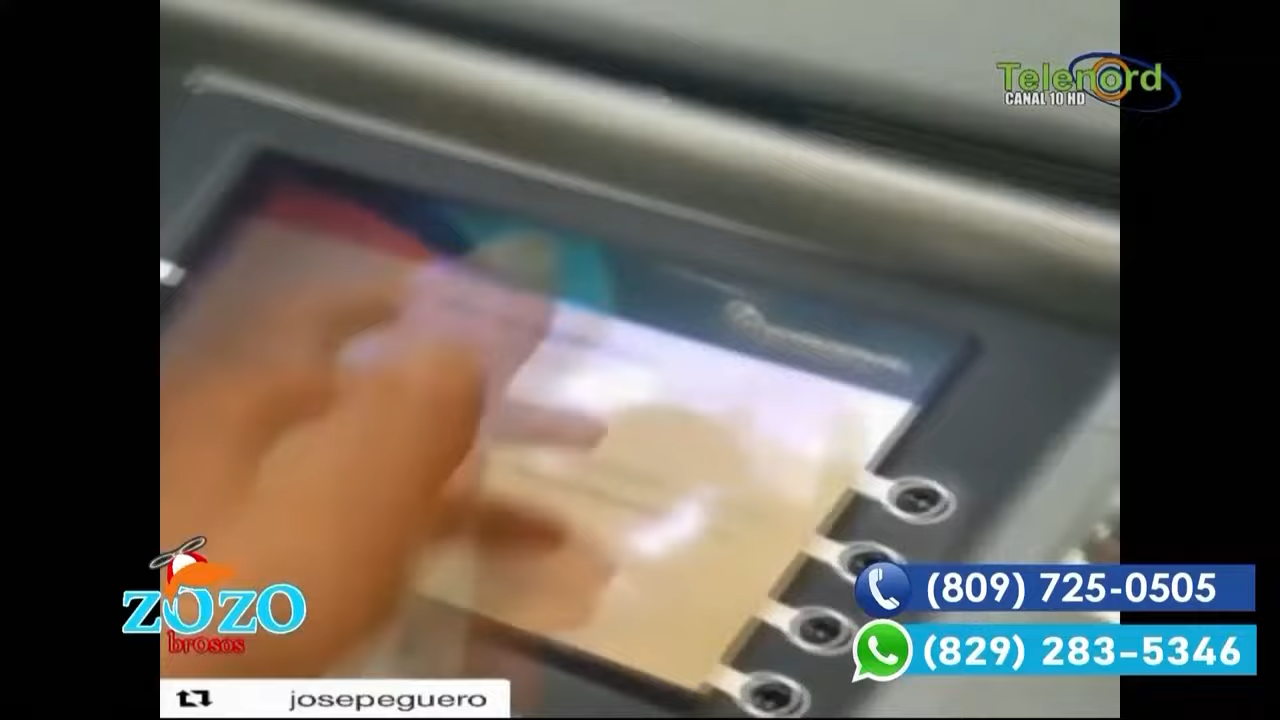 Telenord
CANAL 10 HD
(809) 725-0505
(829) 283-5346
ZOZO
brosos
josepeguero